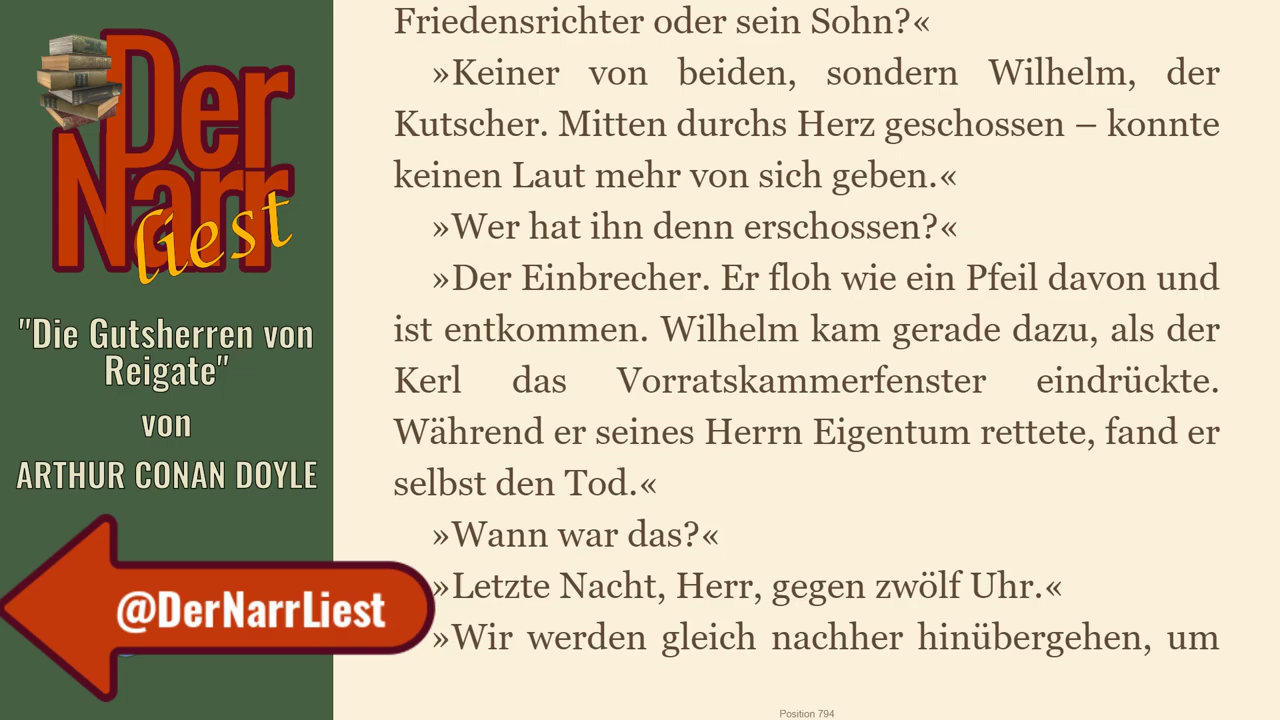 Der
Narr
liest
"Die Gutsherren von
Reigate"
von
ARTHUR CONAN DOYLE
@DerNarrLiest
Friedensrichter oder sein Sohn?«
»Keiner von beiden, sondern Wilhelm, der
Kutscher. Mitten durchs Herz geschossen – konnte
keinen Laut mehr von sich geben.«
»Wer hat ihn denn erschossen?«
»Der Einbrecher. Er floh wie ein Pfeil davon und
ist entkommen. Wilhelm kam gerade dazu, als der
Kerl das Vorratskammerfenster eindrückte.
Während er seines Herrn Eigentum rettete, fand er
selbst den Tod.«
»Wann war das?«
»Letzte Nacht, Herr, gegen zwölf Uhr.«
»Wir werden gleich nachher hinübergehen, um
Position 794